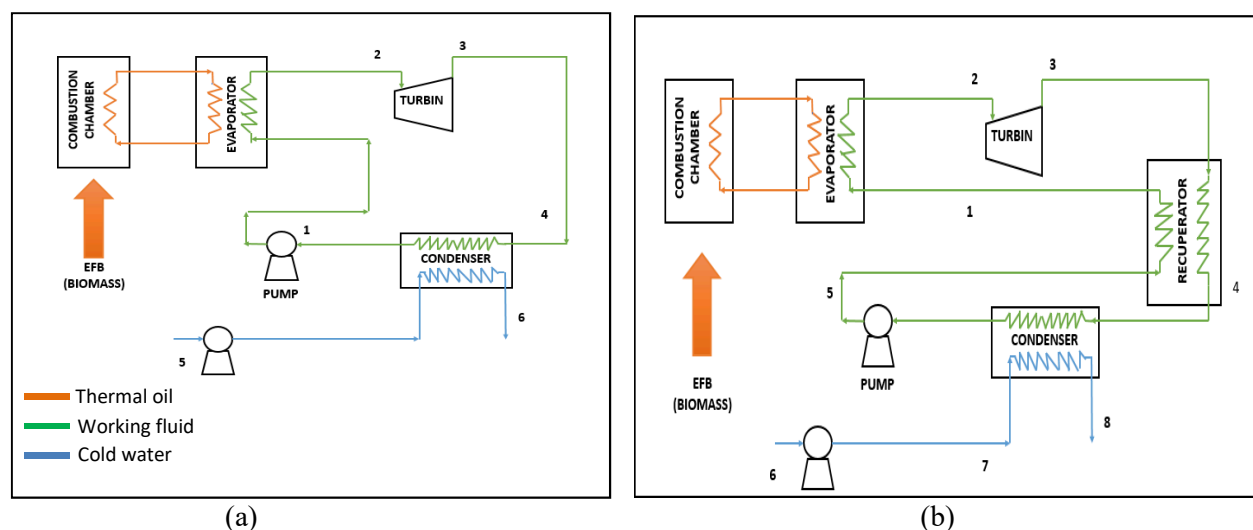 COMBUSTION
CHAMBER
EVAPORATOR
2
3
TURBIN
4
1
CONDENSER
PUMP
EFB
(BIOMASS)
6
5
Thermal oil
Working fluid
Cold water
(a)
COMBUSTION
CHAMBER
EVAPORATOR
2
3
TURBIN
RECUPERATOR
1
4
5
CONDENSER
PUMP
EFB
(BIOMASS)
8
6
7
(b)